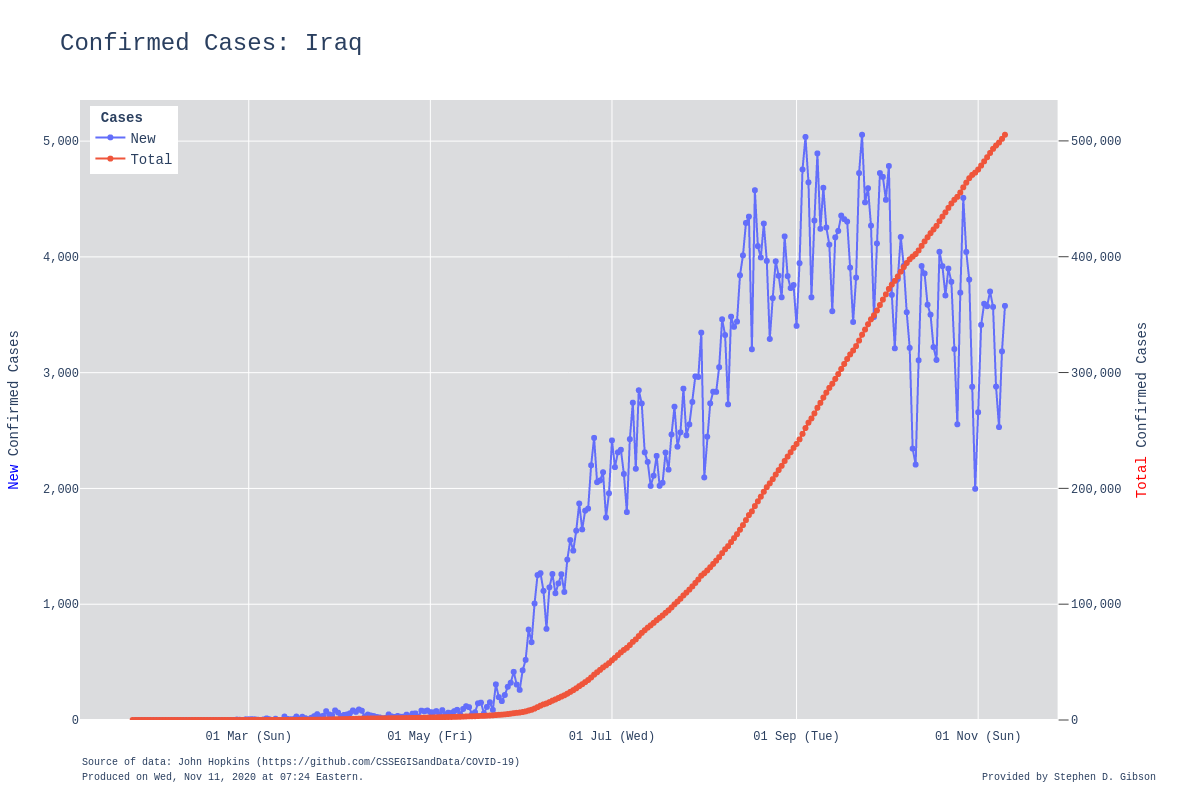 Confirmed Cases: Iraq
Cases
New
Total
5,000
4,000
3,000
2,000
1,000
0
500,000
400,000
300,000
200,000
100,000
0
New Confirmed Cases
Total Confirmed Cases
01 Mar (Sun)
01 May (Fri)
01 Jul (Wed)
01 Sep (Tue)
01 Nov (Sun)
Source of data: John Hopkins (https://github.com/CSSEGISandData/COVID-19)
Produced on Wed, Nov 11, 2020 at 07:24 Eastern.
Provided by Stephen D. Gibson